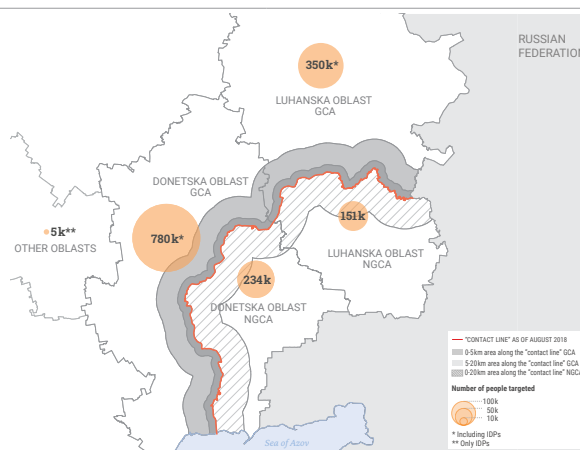 RUSSIAN
FEDERATION
350k*
LUHANSKA OBLAST
GCA
DONETSKA OBLAST
GCA
780k*
5k**
OTHER OBLASTS
151k
LUHANSKA OBLAST
NGCA
234k
DONETSKA OBLAST
NGCA
Sea of Azov
"CONTACT LINE" AS OF AUGUST 2018
0-5km area along the "contact line" GCA
5-20km area along the "contact line" GCA
0-20km area along the "contact line" NGCA
Number of people targeted
100k
50k
10k
* Including IDPs
** Only IDPs